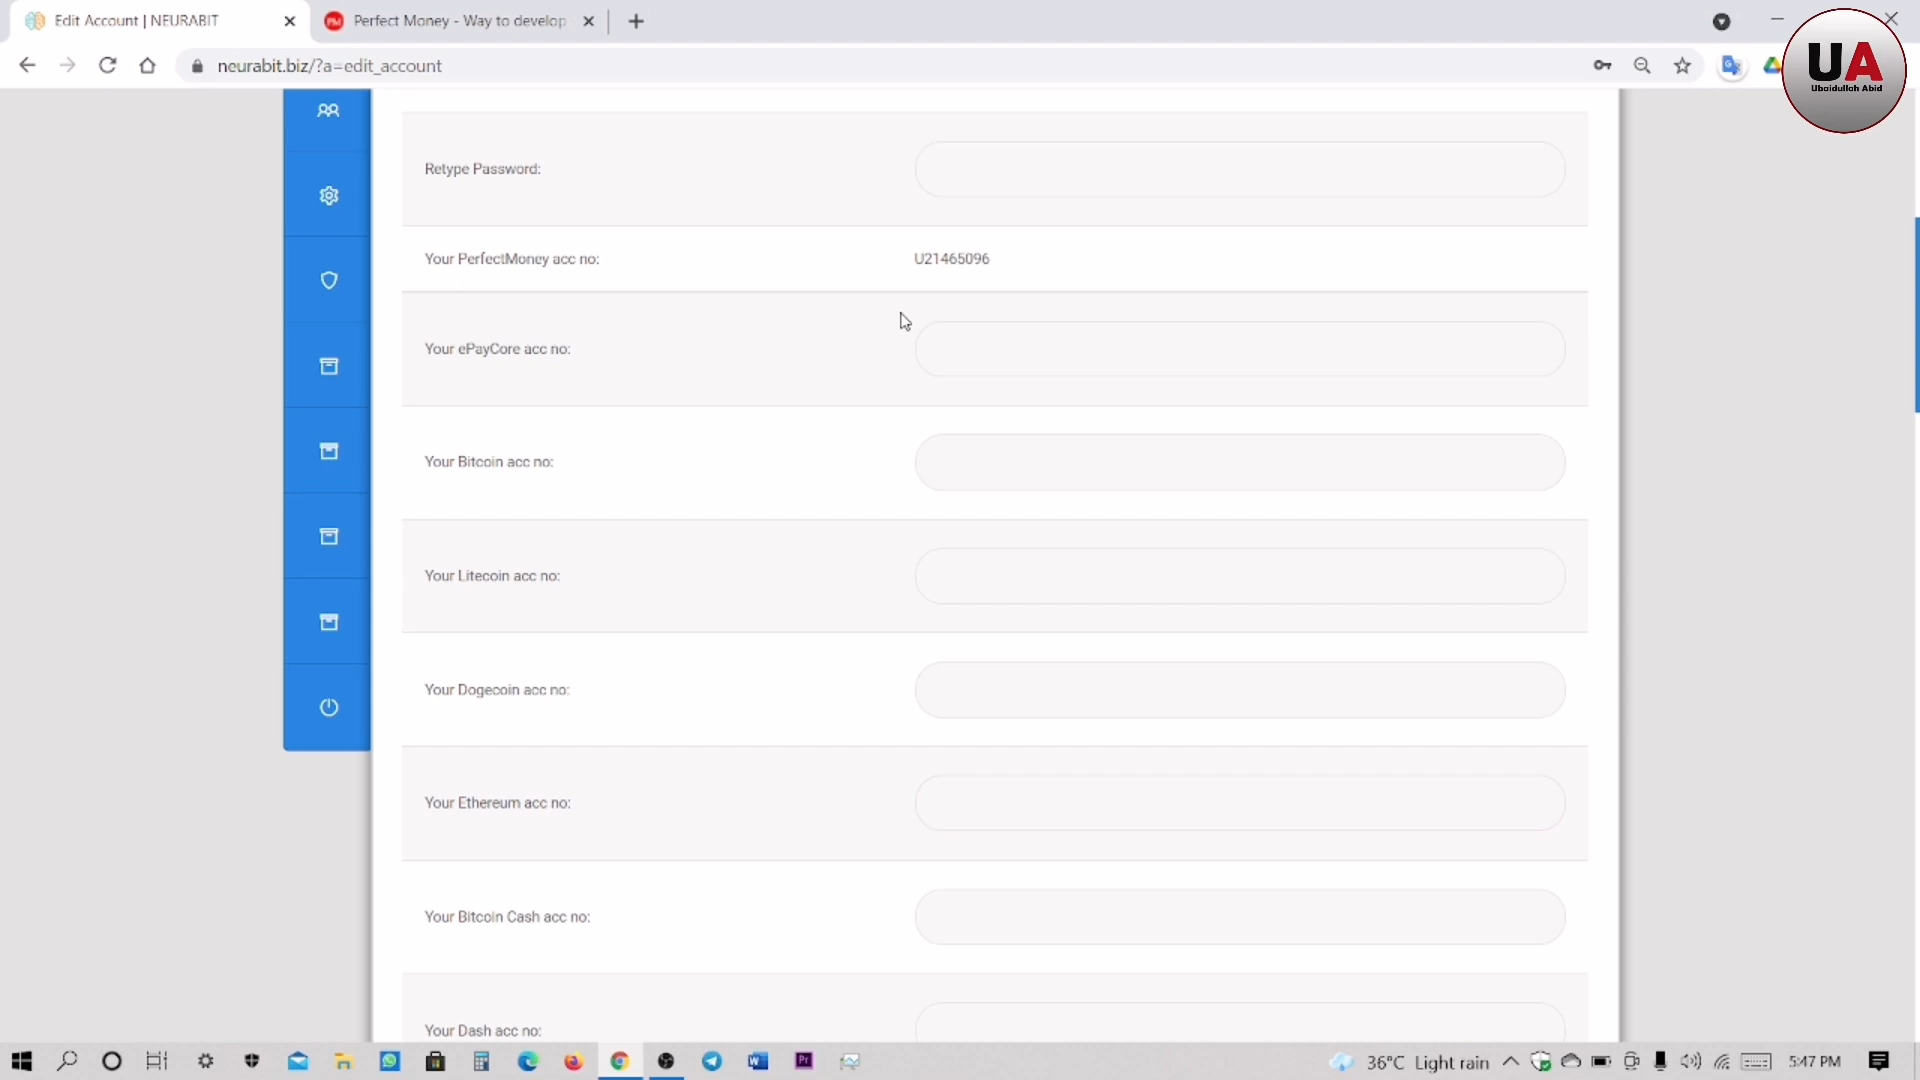 Edit Account | NEURABIT
Perfect Money - Way to develop
neurabit.biz/?a=edit_account
UA
Ubaidullah Abid
Retype Password:
Your PerfectMoney acc no:
U21465096
Your ePayCore acc no:
Your Bitcoin acc no:
Your Litecoin acc no:
Your Dogecoin acc no:
Your Ethereum acc no:
Your Bitcoin Cash acc no:
Your Dash acc no:
36°C Light rain
5:47 PM